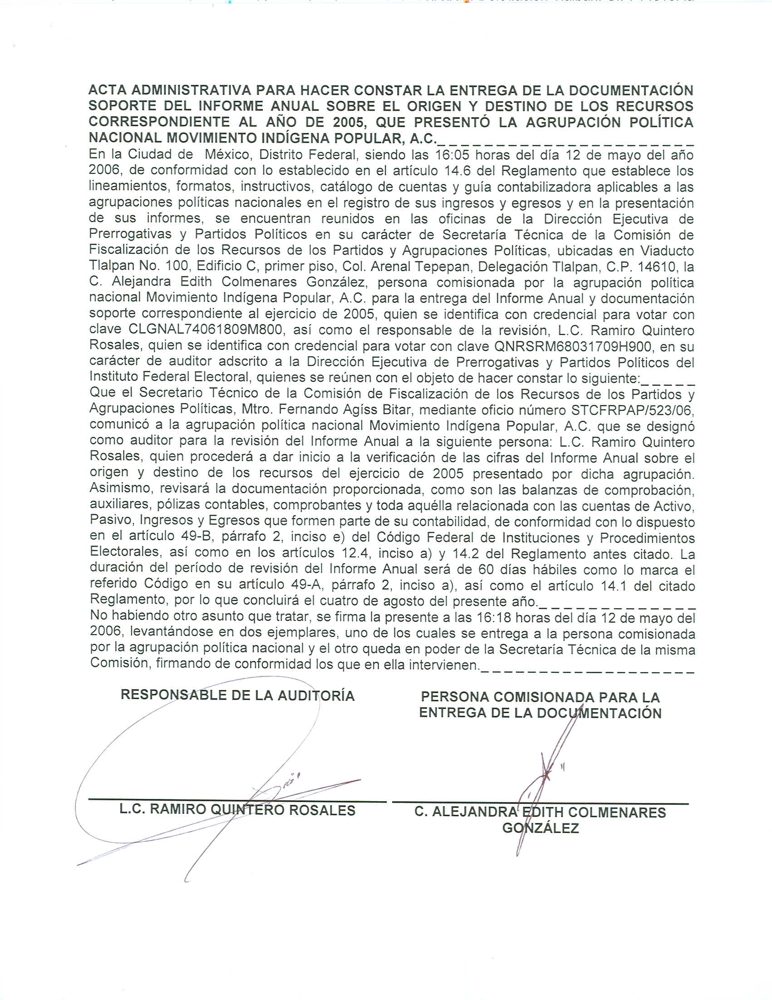 ACTA ADMINISTRATIVA PARA HACER CONSTAR LA ENTREGA DE LA DOCUMENTACIÓN
SOPORTE DEL INFORME ANUAL SOBRE EL ORIGEN Y DESTINO DE LOS RECURSOS
CORRESPONDIENTE AL AÑO DE 2005, QUE PRESENTÓ LA AGRUPACIÓN POLÍTICA
NACIONAL MOVIMIENTO INDÍGENA POPULAR, A.C._ _ _ _ _ _ _ _ _ _ _ _ _ _ _ _ _ _ _ _ _ _
En la Ciudad de México, Distrito Federal, siendo las 16:05 horas del día 12 de mayo del año
2006, de conformidad con lo establecido en el artículo 14.6 del Reglamento que establece los
lineamientos, formatos, instructivos, catálogo de cuentas y guía contabilizadora aplicables a las
agrupaciones políticas nacionales en el registro de sus ingresos y egresos y en la presentación
de sus informes, se encuentran reunidos en las oficinas de la Dirección Ejecutiva de
Prerrogativas y Partidos Políticos en su carácter de Secretaría Técnica de la Comisión de
Fiscalización de los Recursos de los Partidos y Agrupaciones Políticas, ubicadas en Viaducto
Tlalpan No. 100, Edificio C, primer piso, Col. Arenal Tepepan, Delegación Tlalpan, C.P. 14610, la
C. Alejandra Edith Colmenares González, persona comisionada por la agrupación política
nacional Movimiento Indígena Popular, A.C. para la entrega del Informe Anual y documentación
soporte correspondiente al ejercicio de 2005, quien se identifica con credencial para votar con
clave CLGNAL74061809M800, así como el responsable de la revisión, L.C. Ramiro Quintero
Rosales, quien se identifica con credencial para votar con clave QNRSRM68031709H900, en su
carácter de auditor adscrito a la Dirección Ejecutiva de Prerrogativas y Partidos Políticos del
Instituto Federal Electoral, quienes se reúnen con el objeto de hacer constar lo siguiente:_ _ _ _ _
Que el Secretario Técnico de la Comisión de Fiscalización de los Recursos de los Partidos y
Agrupaciones Políticas, Mtro. Fernando Agíss Bitar, mediante oficio número STCFRPAP/523/06,
comunicó a la agrupación política nacional Movimiento Indígena Popular, A.C. que se designó
como auditor para la revisión del Informe Anual a la siguiente persona: L.C. Ramiro Quintero
Rosales, quien procederá a dar inicio a la verificación de las cifras del Informe Anual sobre el
origen y destino de los recursos del ejercicio de 2005 presentado por dicha agrupación.
Asimismo, revisará la documentación proporcionada, como son las balanzas de comprobación,
auxiliares, pólizas contables, comprobantes y toda aquélla relacionada con las cuentas de Activo,
Pasivo, Ingresos y Egresos que formen parte de su contabilidad, de conformidad con lo dispuesto
en el artículo 49-B, párrafo 2, inciso e) del Código Federal de Instituciones y Procedimientos
Electorales, así como en los artículos 12.4, inciso a) y 14.2 del Reglamento antes citado. La
duración del período de revisión del Informe Anual será de 60 días hábiles como lo marca el
referido Código en su artículo 49-A, párrafo 2, inciso a), así como el artículo 14.1 del citado
Reglamento, por lo que concluirá el cuatro de agosto del presente año._ _ _ _ _ _ _ _ _ _ _ _ _
No habiendo otro asunto que tratar, se firma la presente a las 16:18 horas del día 12 de mayo del
2006, levantándose en dos ejemplares, uno de los cuales se entrega a la persona comisionada
por la agrupación política nacional y el otro queda en poder de la Secretaría Técnica de la misma
Comisión, firmando de conformidad los que en ella intervienen._ _ _ _ _ _ _ _ _ _ _ _ _ _ _ _ _ _
RESPONSABLE DE LA AUDITORÍA
L.C. RAMIRO QUINTERO ROSALES
PERSONA COMISIONADA PARA LA
ENTREGA DE LA DOCUMENTACIÓN
C. ALEJANDRA EDITH COLMENARES
GONZÁLEZ